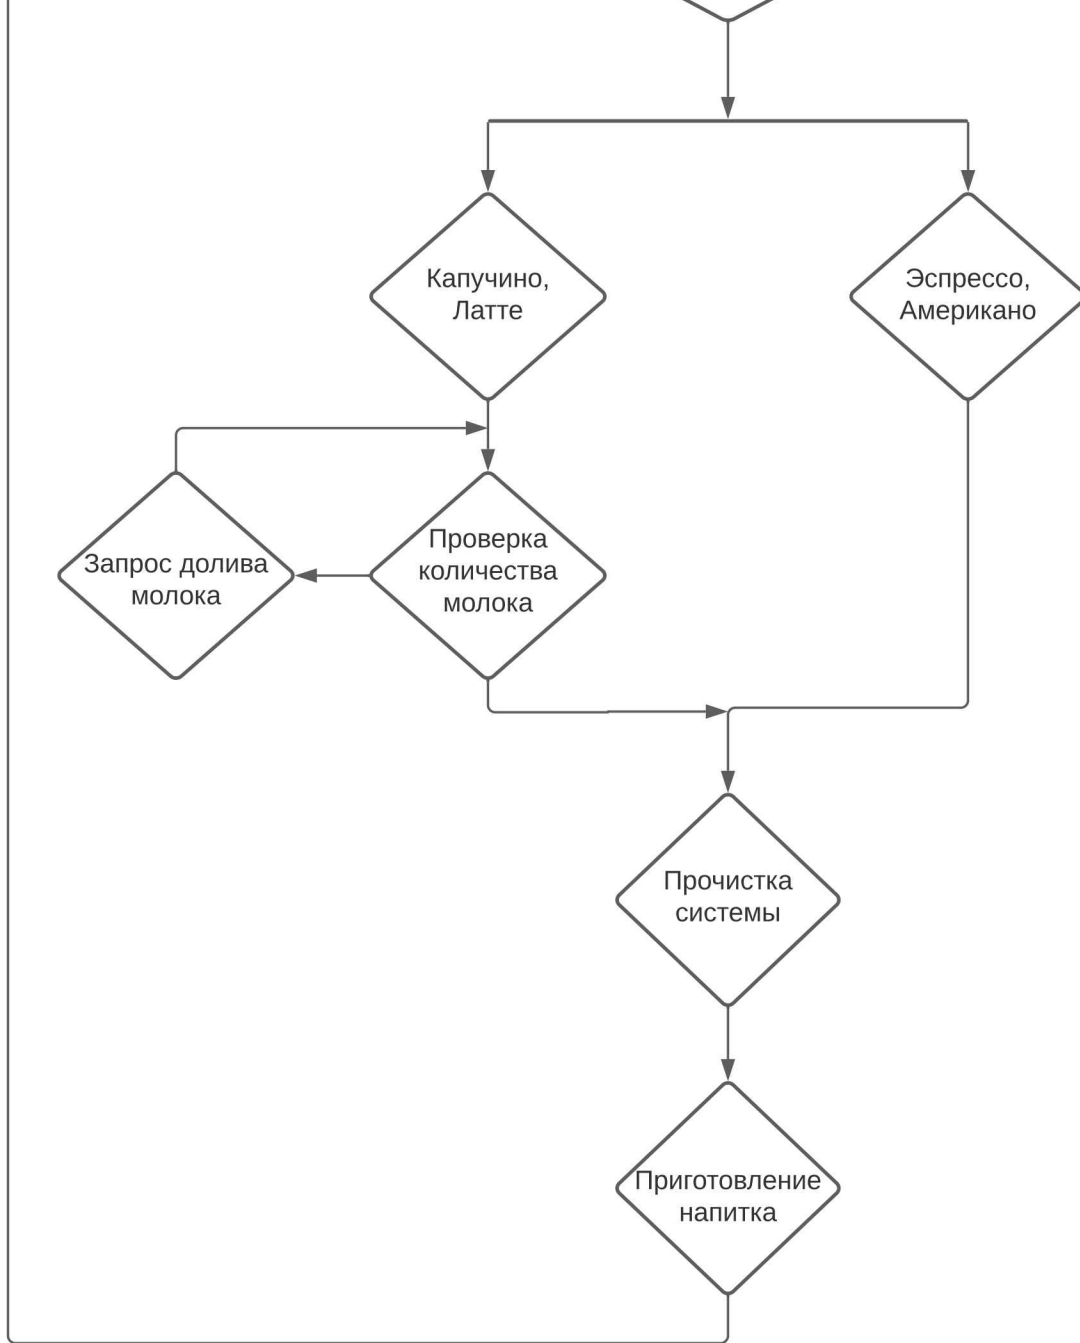 Капучино,
Латте
Эспрессо,
Американо
Запрос долива
молока
Проверка
количества
молока
Прочистка
системы
Приготовление
напитка